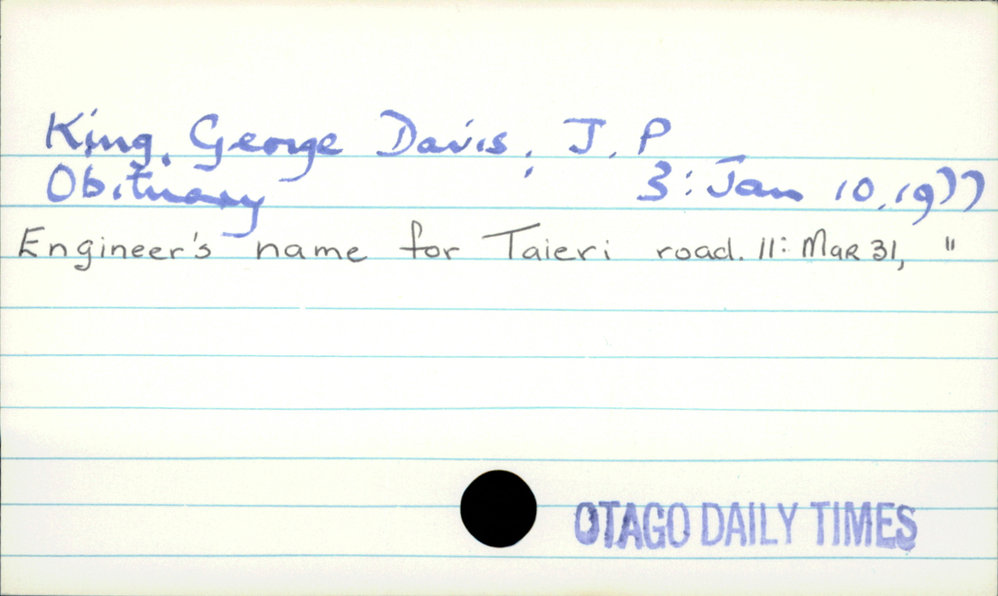 King, George Davis, J.P
Obituary 3: Jan 10, 1977
Engineer's name for Taieri road. 11: Mar 31, "
OTAGO DAILY TIMES